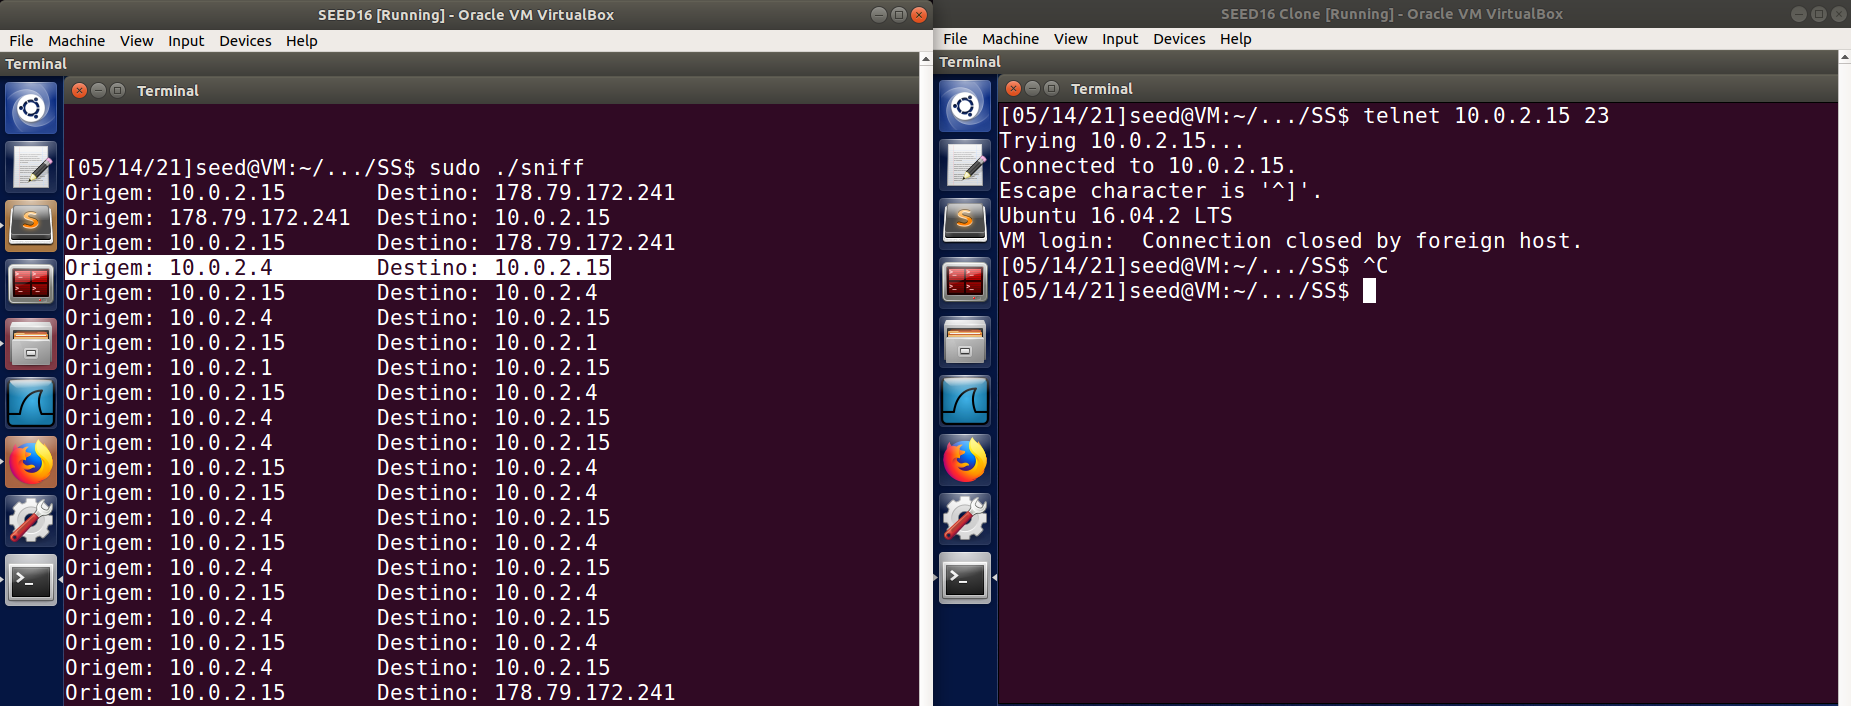 SEED16 [Running] - Oracle VM VirtualBox
File Machine View Input Devices Help
Terminal
Terminal
[05/14/21]seed@VM:~/.../SS$ sudo ./sniff
Origem: 10.0.2.15 Destino: 178.79.172.241
Origem: 178.79.172.241 Destino: 10.0.2.15
Origem: 10.0.2.15 Destino: 178.79.172.241
Origem: 10.0.2.4 Destino: 10.0.2.15
Origem: 10.0.2.15 Destino: 10.0.2.4
Origem: 10.0.2.4 Destino: 10.0.2.15
Origem: 10.0.2.15 Destino: 10.0.2.1
Origem: 10.0.2.1 Destino: 10.0.2.15
Origem: 10.0.2.15 Destino: 10.0.2.4
Origem: 10.0.2.4 Destino: 10.0.2.15
Origem: 10.0.2.4 Destino: 10.0.2.15
Origem: 10.0.2.15 Destino: 10.0.2.4
Origem: 10.0.2.15 Destino: 10.0.2.4
Origem: 10.0.2.4 Destino: 10.0.2.15
Origem: 10.0.2.15 Destino: 10.0.2.4
Origem: 10.0.2.4 Destino: 10.0.2.15
Origem: 10.0.2.15 Destino: 10.0.2.4
Origem: 10.0.2.4 Destino: 10.0.2.15
Origem: 10.0.2.15 Destino: 10.0.2.4
Origem: 10.0.2.4 Destino: 10.0.2.15
Origem: 10.0.2.15 Destino: 178.79.172.241
SEED16 Clone [Running] - Oracle VM VirtualBox
File Machine View Input Devices Help
Terminal
Terminal
[05/14/21]seed@VM:~/.../SS$ telnet 10.0.2.15 23
Trying 10.0.2.15...
Connected to 10.0.2.15.
Escape character is '^]'.
Ubuntu 16.04.2 LTS
VM login: Connection closed by foreign host.
[05/14/21]seed@VM:~/.../SS$ ^C
[05/14/21]seed@VM:~/.../SS$